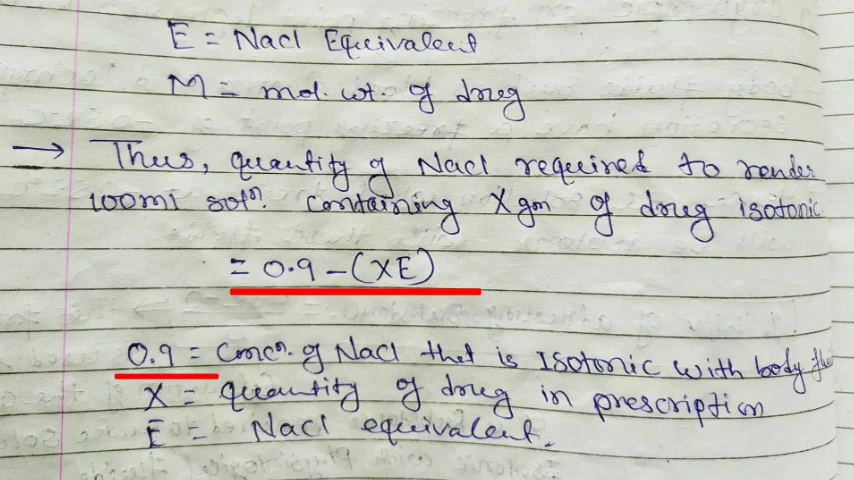 E = Nacl Equivalent
M = mol. wt. of drug
→ Thus, quantity of Nacl required to render
100ml solⁿ. containing X gm of drug isotonic
= 0.9 - (XE)
0.9 = Concⁿ. of Nacl that is Isotonic with body
X = quantity of drug in prescription
E = Nacl equivalent.